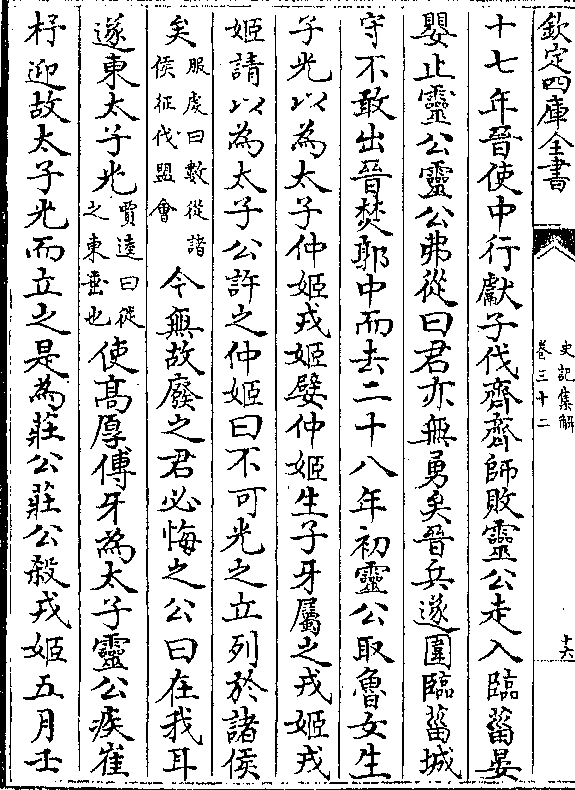 欽定四庫全書
史記集解
卷三十二
十六
十七年晉使中行獻子伐齊齊師敗靈公走入臨菑晏
嬰止靈公靈公弗從曰君亦無勇矣晉兵遂圍臨菑城
守不敢出晉焚郭中而去二十八年初靈公取魯女生
子光以為太子仲姬戎姬戎姬嬖仲姬生子牙屬之戎姬戎
姬請以為太子公許之仲姬曰不可光之立列於諸侯
矣服虔曰數從諸侯征伐盟會今無故廢之君必悔之公曰在我耳
遂東太子光賈逵曰徙之東垂也使高厚傅牙為太子靈公疾崔
杼迎故太子光而立之是為莊公莊公殺戎姬五月壬